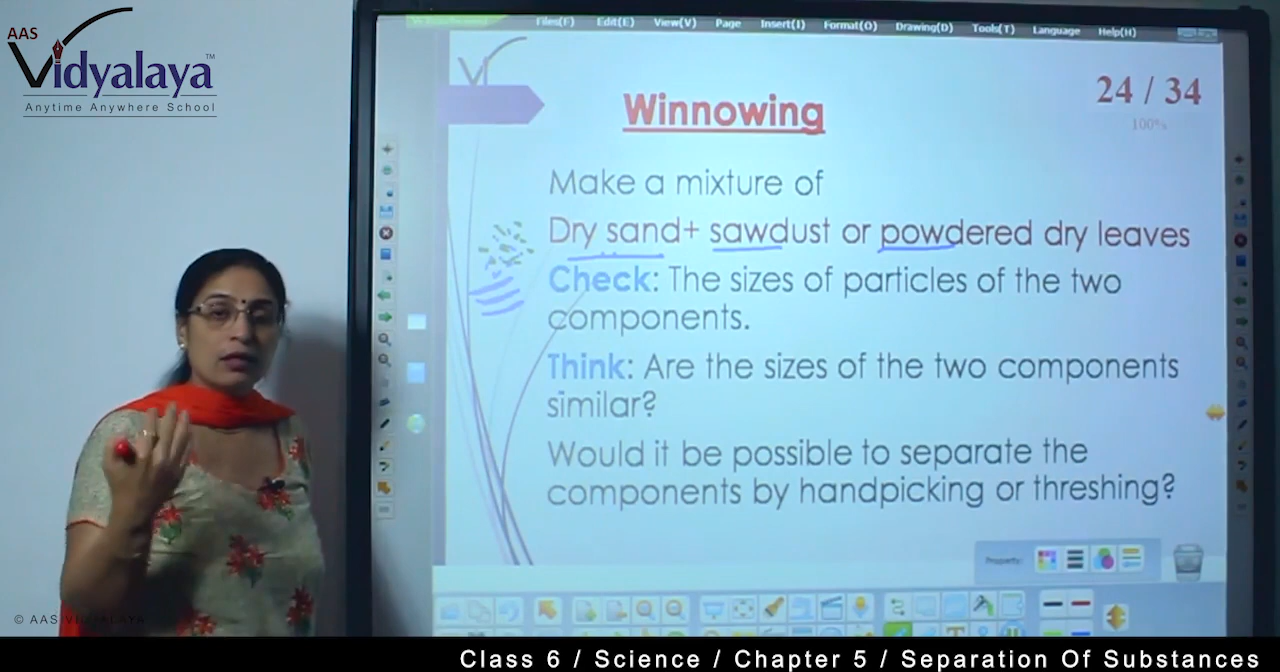 AAS
Vidyalaya™
Anytime Anywhere School
Files(F) Edit(E) View(V) Page Insert(I) Format(O) Drawing(D) Tools(T) Language Help(H)
24 / 34
100%
Winnowing
Make a mixture of
Dry sand+ sawdust or powdered dry leaves
Check: The sizes of particles of the two
components.
Think: Are the sizes of the two components
similar?
Would it be possible to separate the
components by handpicking or threshing?
Property:
© AAS VIDYALAYA
Class 6 / Science / Chapter 5 / Separation Of Substances